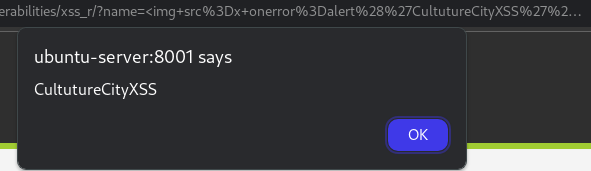 erabilities/xss_r/?name=<img+src%3Dx+onerror%3Dalert%28%27CultutureCityXSS%27%2...
ubuntu-server:8001 says
CultutureCityXSS
OK